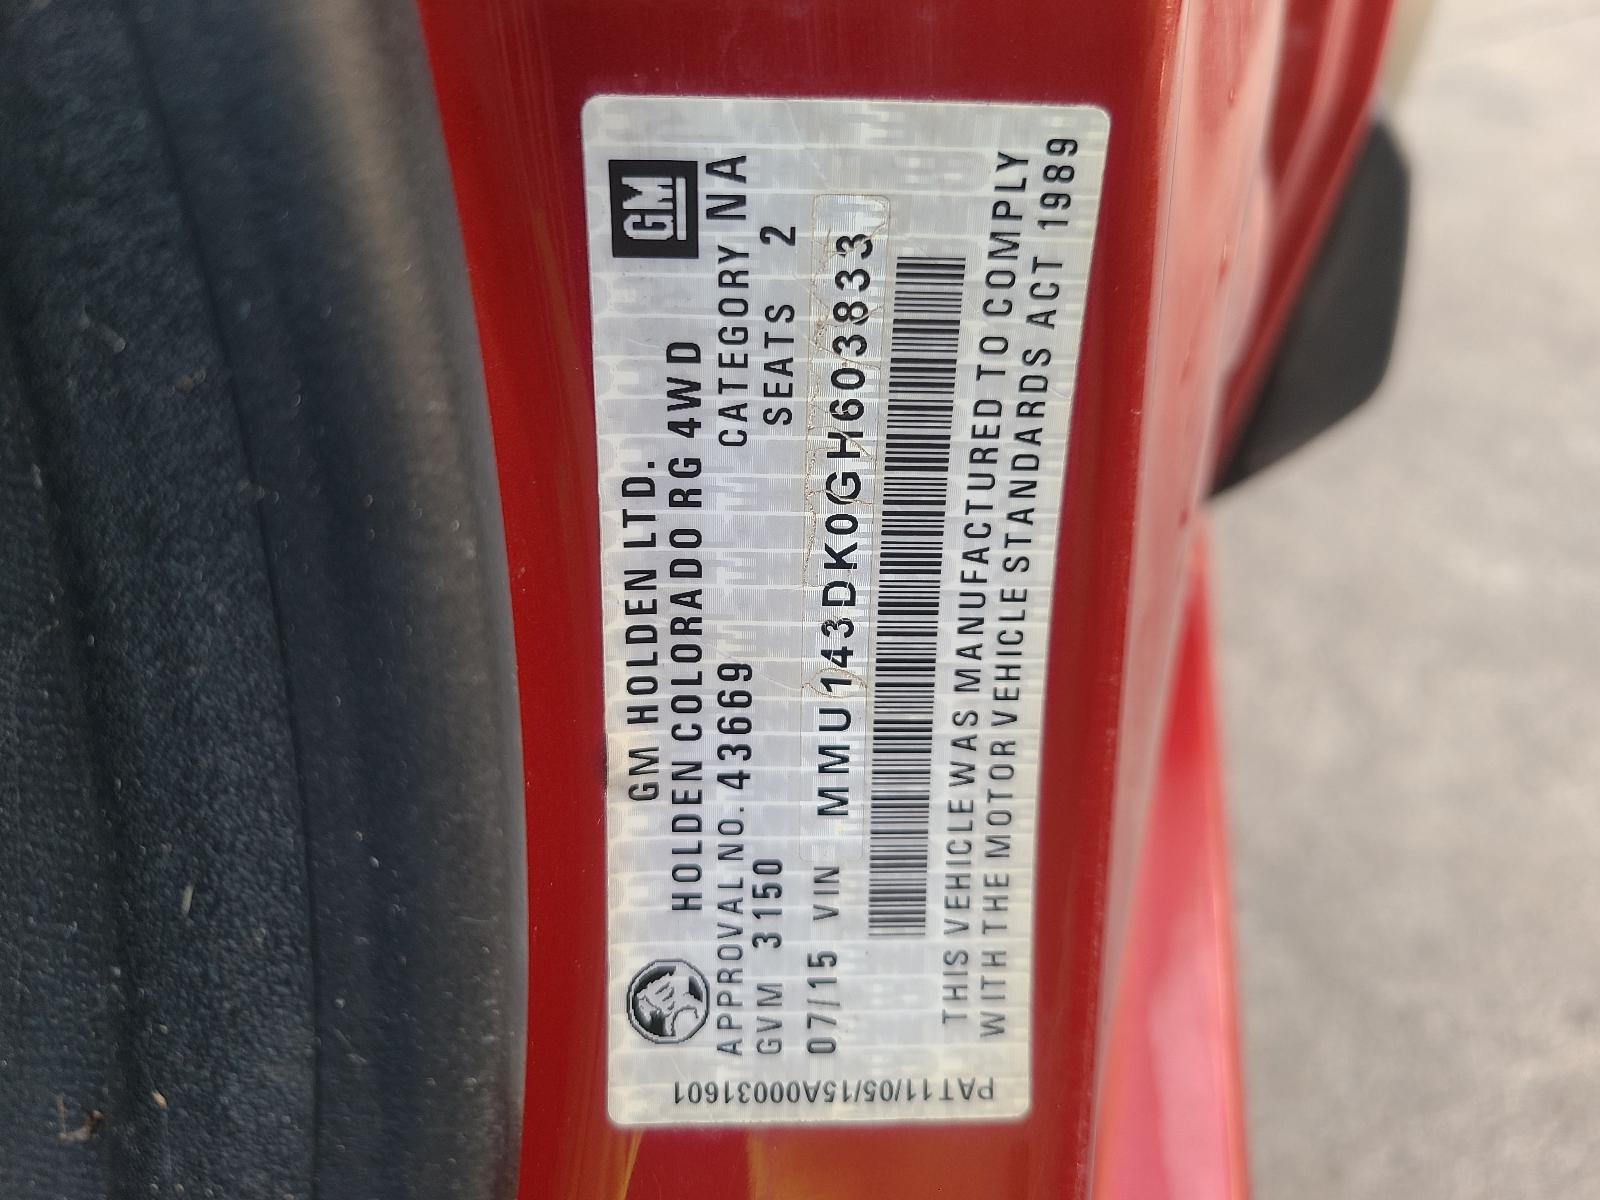 GM
GM HOLDEN LTD.
HOLDEN COLORADO RG 4WD
APPROVAL NO. 43669 CATEGORY NA
GVM 3150 SEATS 2
07/15 VIN MMU143DK0GH603833
THIS VEHICLE WAS MANUFACTURED TO COMPLY
WITH THE MOTOR VEHICLE STANDARDS ACT 1989
PAT11/05/15A00031601